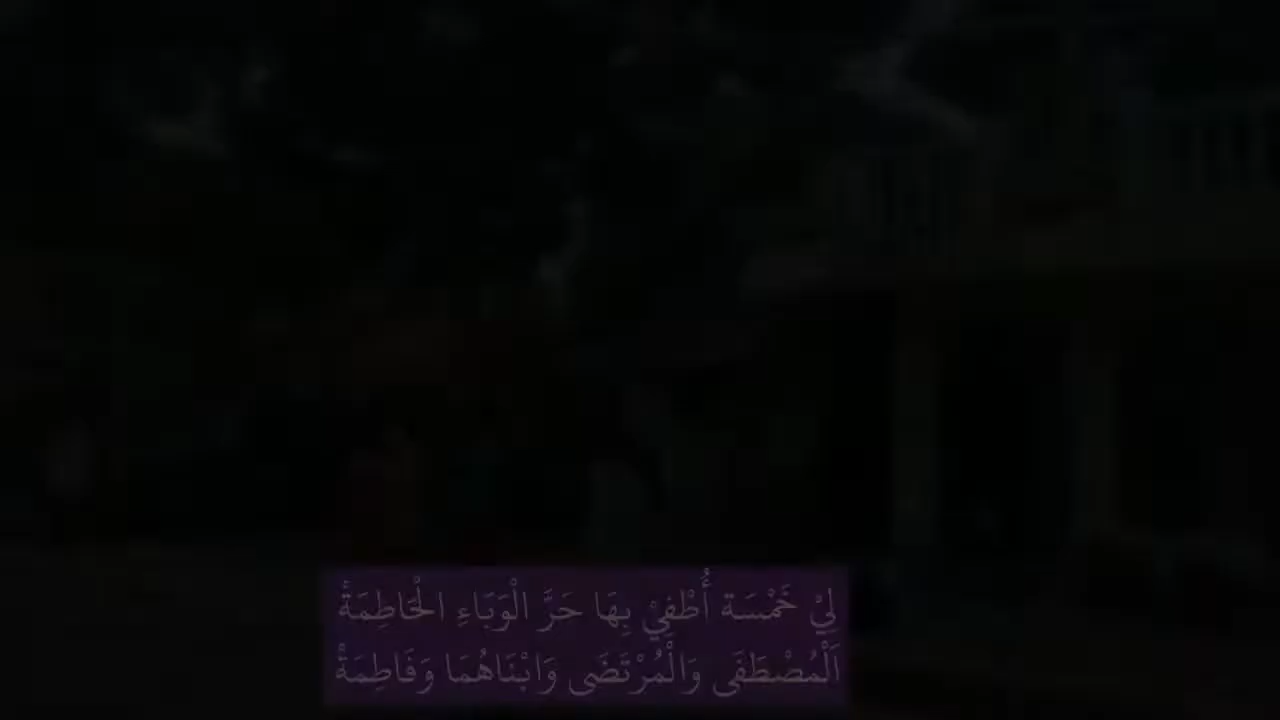 لِيْ خَمْسَة أُطْفِيْ بِهَا حَرَّ الْوَبَاءِ الْحَاطِمَةْ
اَلْمُصْطَفَى وَالْمُرْتَضَى وَابْنَاهُمَا وَفَاطِمَةْ